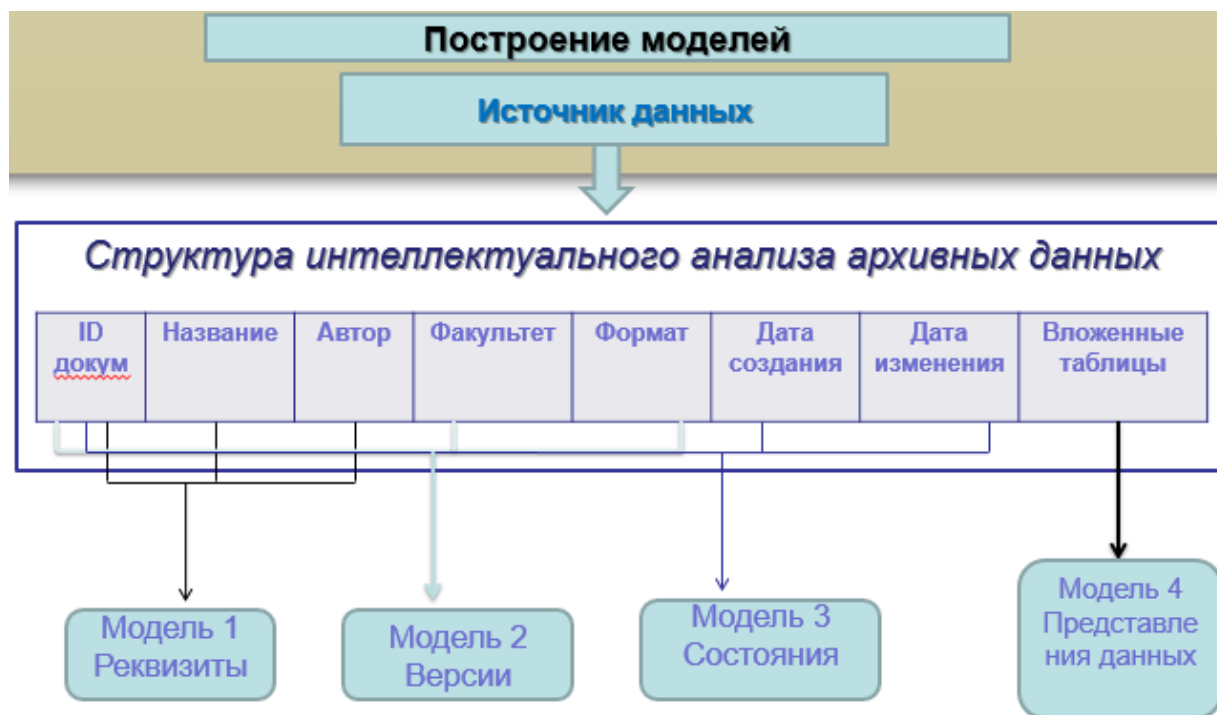 Построение моделей
Источник данных
Структура интеллектуального анализа архивных данных
ID
докум
Название
Автор
Факультет
Формат
Дата
создания
Дата
изменения
Вложенные
таблицы
Модель 1
Реквизиты
Модель 2
Версии
Модель 3
Состояния
Модель 4
Представле
ния данных